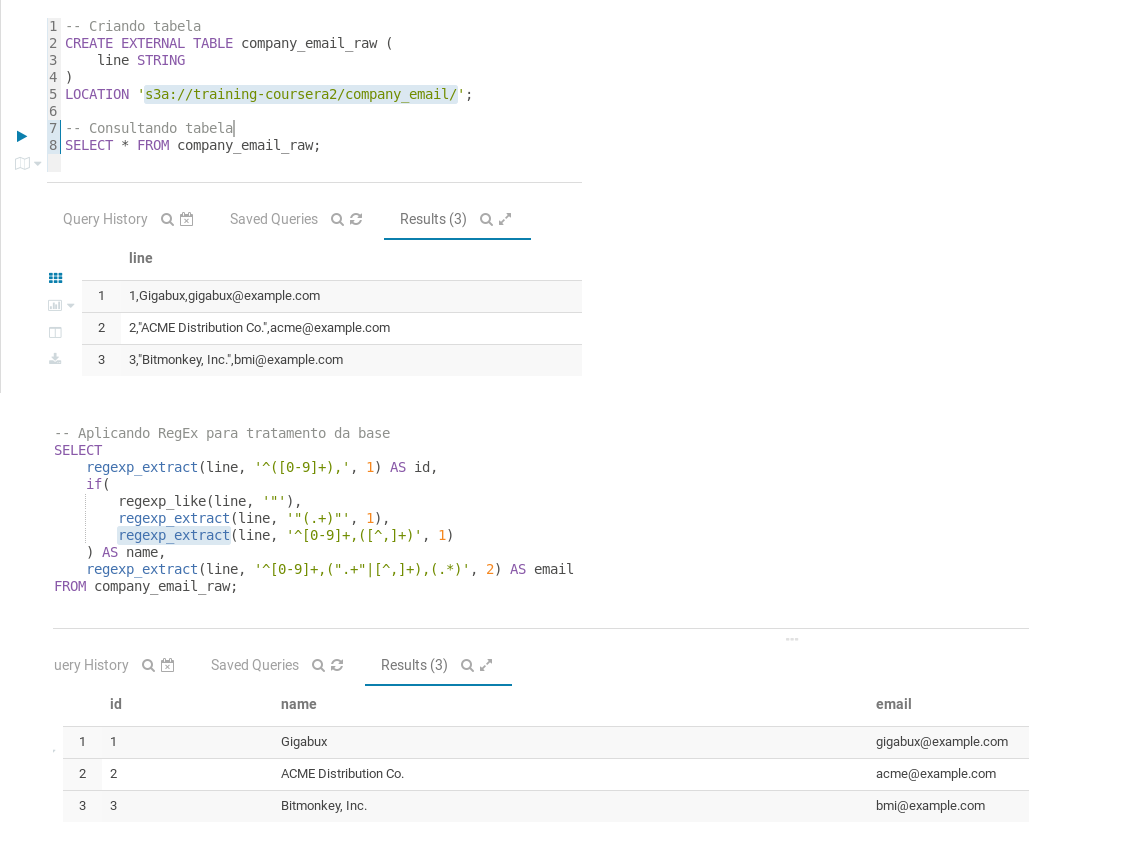 1 -- Criando tabela
2 CREATE EXTERNAL TABLE company_email_raw (
3     line STRING
4 )
5 LOCATION 's3a://training-coursera2/company_email/';
6
7 -- Consultando tabela
8 SELECT * FROM company_email_raw;
Query History Saved Queries Results (3)
line
1 1,Gigabux,gigabux@example.com
2 2,"ACME Distribution Co.",acme@example.com
3 3,"Bitmonkey, Inc.",bmi@example.com
-- Aplicando RegEx para tratamento da base
SELECT
    regexp_extract(line, '^([0-9]+),', 1) AS id,
    if(
        regexp_like(line, '"'),
        regexp_extract(line, '"(.+)"', 1),
        regexp_extract(line, '^[0-9]+,([^,]+)', 1)
    ) AS name,
    regexp_extract(line, '^[0-9]+,(".+"|[^,]+),(.*)', 2) AS email
FROM company_email_raw;
uery History Saved Queries Results (3)
id name email
1 1 Gigabux gigabux@example.com
2 2 ACME Distribution Co. acme@example.com
3 3 Bitmonkey, Inc. bmi@example.com